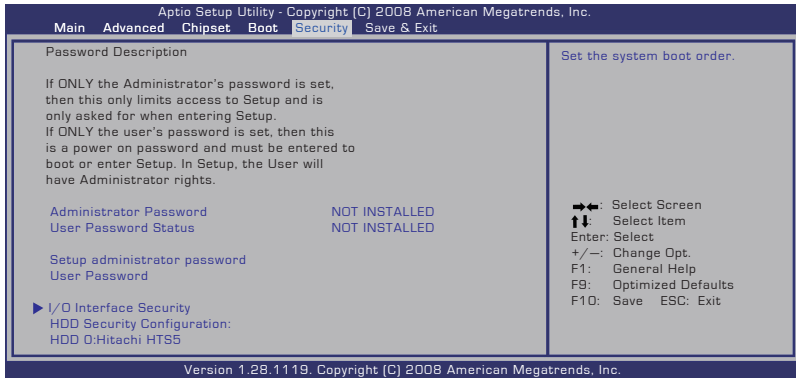 Aptio Setup Utility - Copyright (C) 2008 American Megatrends, Inc.
Main Advanced Chipset Boot Security Save & Exit
Password Description
If ONLY the Administrator's password is set,
then this only limits access to Setup and is
only asked for when entering Setup.
If ONLY the user's password is set, then this
is a power on password and must be entered to
boot or enter Setup. In Setup, the User will
have Administrator rights.
Administrator Password NOT INSTALLED
User Password Status NOT INSTALLED
Setup administrator password
User Password
I/O Interface Security
HDD Security Configuration:
HDD 0:Hitachi HTS5
Set the system boot order.
→←: Select Screen
↑↓: Select Item
Enter: Select
+/—: Change Opt.
F1: General Help
F9: Optimized Defaults
F10: Save ESC: Exit
Version 1.28.1119. Copyright (C) 2008 American Megatrends, Inc.